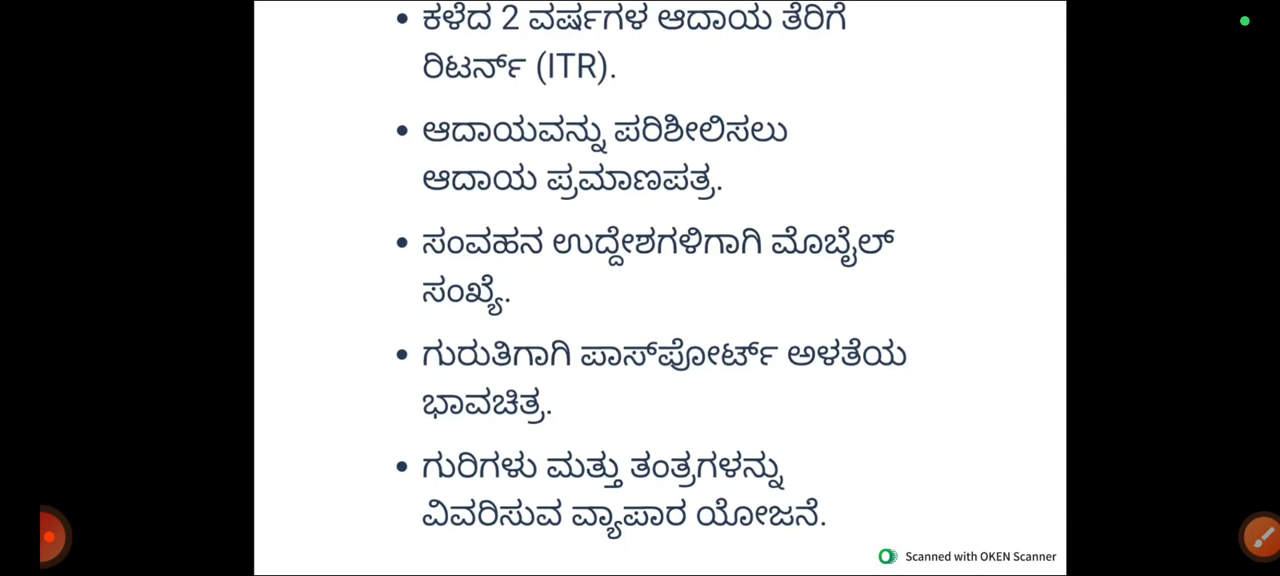 • ಕಳೆದ 2 ವರ್ಷಗಳ ಆದಾಯ ತೆರಿಗೆ
ರಿಟರ್ನ್ (ITR).
• ಆದಾಯವನ್ನು ಪರಿಶೀಲಿಸಲು
ಆದಾಯ ಪ್ರಮಾಣಪತ್ರ.
• ಸಂವಹನ ಉದ್ದೇಶಗಳಿಗಾಗಿ ಮೊಬೈಲ್
ಸಂಖ್ಯೆ.
• ಗುರುತಿಗಾಗಿ ಪಾಸ್‌ಪೋರ್ಟ್ ಅಳತೆಯ
ಭಾವಚಿತ್ರ.
• ಗುರಿಗಳು ಮತ್ತು ತಂತ್ರಗಳನ್ನು
ವಿವರಿಸುವ ವ್ಯಾಪಾರ ಯೋಜನೆ.
Scanned with OKEN Scanner